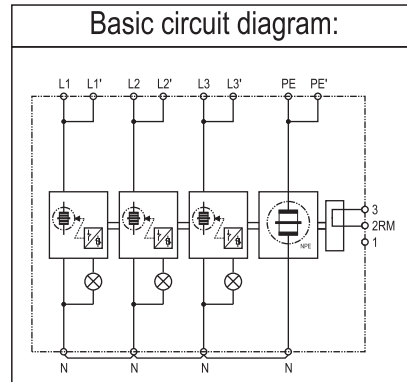 Basic circuit diagram:
L1 L1' L2 L2' L3 L3' PE PE'
3
2RM
1
NPE
N N N N